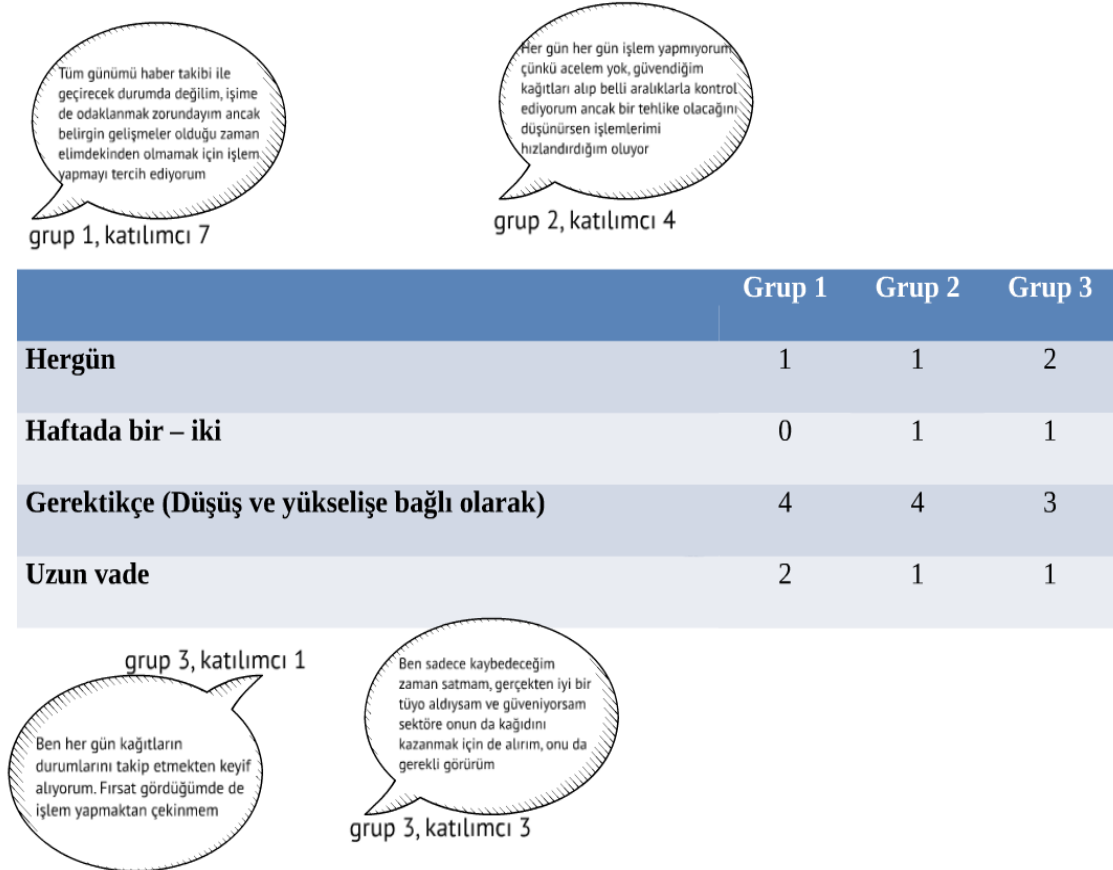 Tüm günümü haber takibi ile
geçirecek durumda değilim, işime
de odaklanmak zorundayım ancak
belirgin gelişmeler olduğu zaman
elimdekinden olmamak için işlem
yapmayı tercih ediyorum
grup 1, katılımcı 7
Her gün her gün işlem yapmıyorum
çünkü acelem yok, güvendiğim
kağıtları alıp belli aralıklarla kontrol
ediyorum ancak bir tehlike olacağını
düşünürsen işlemlerimi
hızlandırdığım oluyor
grup 2, katılımcı 4
Grup 1 Grup 2 Grup 3
Hergün 1 1 2
Haftada bir – iki 0 1 1
Gerektikçe (Düşüş ve yükselişe bağlı olarak) 4 4 3
Uzun vade 2 1 1
grup 3, katılımcı 1
Ben her gün kağıtların
durumlarını takip etmekten keyif
alıyorum. Fırsat gördüğümde de
işlem yapmaktan çekinmem
Ben sadece kaybedeceğim
zaman satmam, gerçekten iyi bir
tüyo aldıysam ve güveniyorsam
sektöre onun da kağıdını
kazanmak için de alırım, onu da
gerekli görürüm
grup 3, katılımcı 3